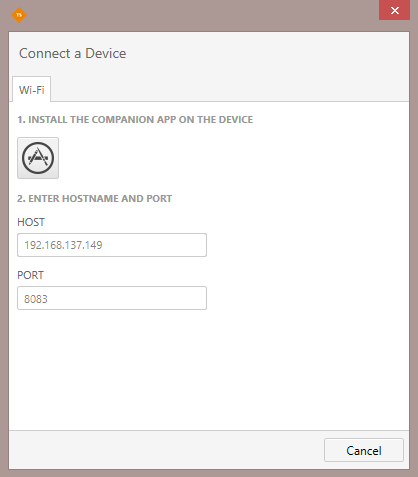 TS
Connect a Device
Wi-Fi
1. INSTALL THE COMPANION APP ON THE DEVICE
2. ENTER HOSTNAME AND PORT
HOST
192.168.137.149
PORT
8083
Cancel